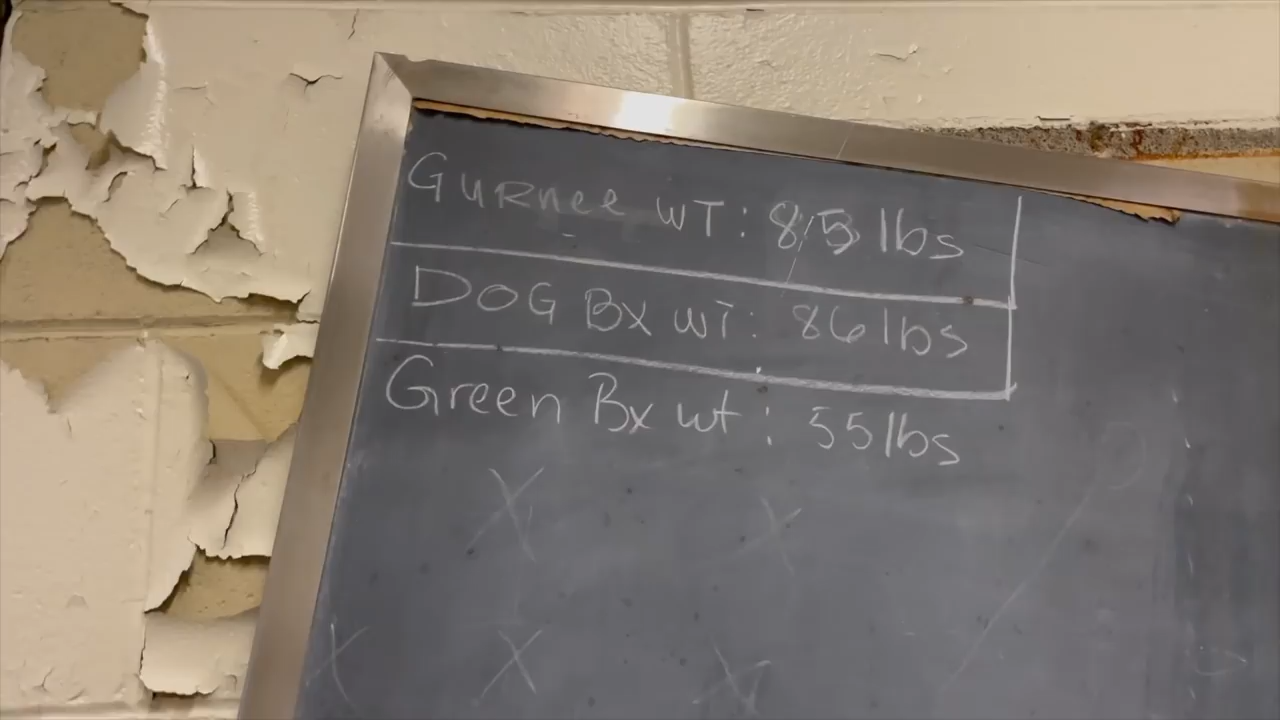 GURnee WT: 85 lbs
DOG Bx WT: 86 lbs
Green Bx wt: 55 lbs
X X
X X X